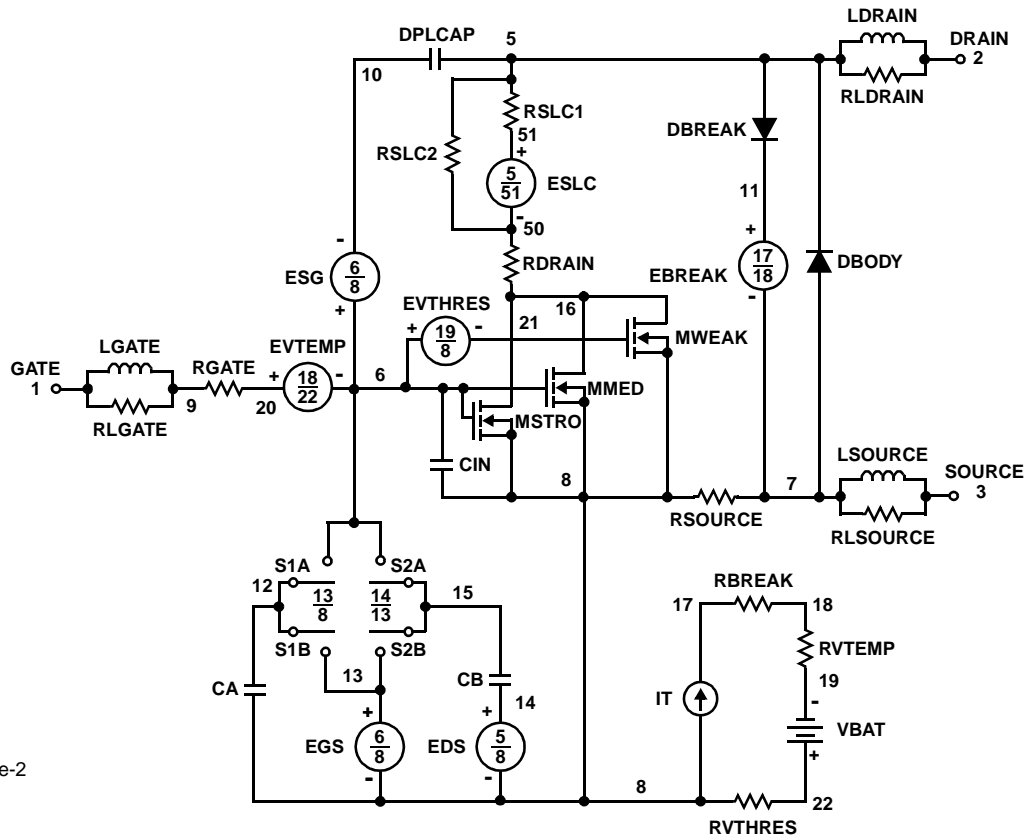 LDRAIN
DPLCAP
5
DRAIN
2
10
RLDRAIN
RSLC1
DBREAK
51
+
RSLC2
5
51
ESLC
11
-
50
-
+
17
18
RDRAIN
EBREAK
DBODY
6
8
ESG
EVTHRES
16
-
+
+
19
8
-
21
MWEAK
LGATE
EVTEMP
GATE
1
RGATE
+
18
22
-
6
MMED
9
20
MSTRO
RLGATE
LSOURCE
CIN
8
7
SOURCE
3
RSOURCE
RLSOURCE
S1A
S2A
12
13
8
14
13
15
RBREAK
17
18
S1B
S2B
RVTEMP
13
CB
CA
19
14
IT
-
+
+
VBAT
EGS
6
8
EDS
5
8
+
-
-
8
22
RVTHRES
e-2